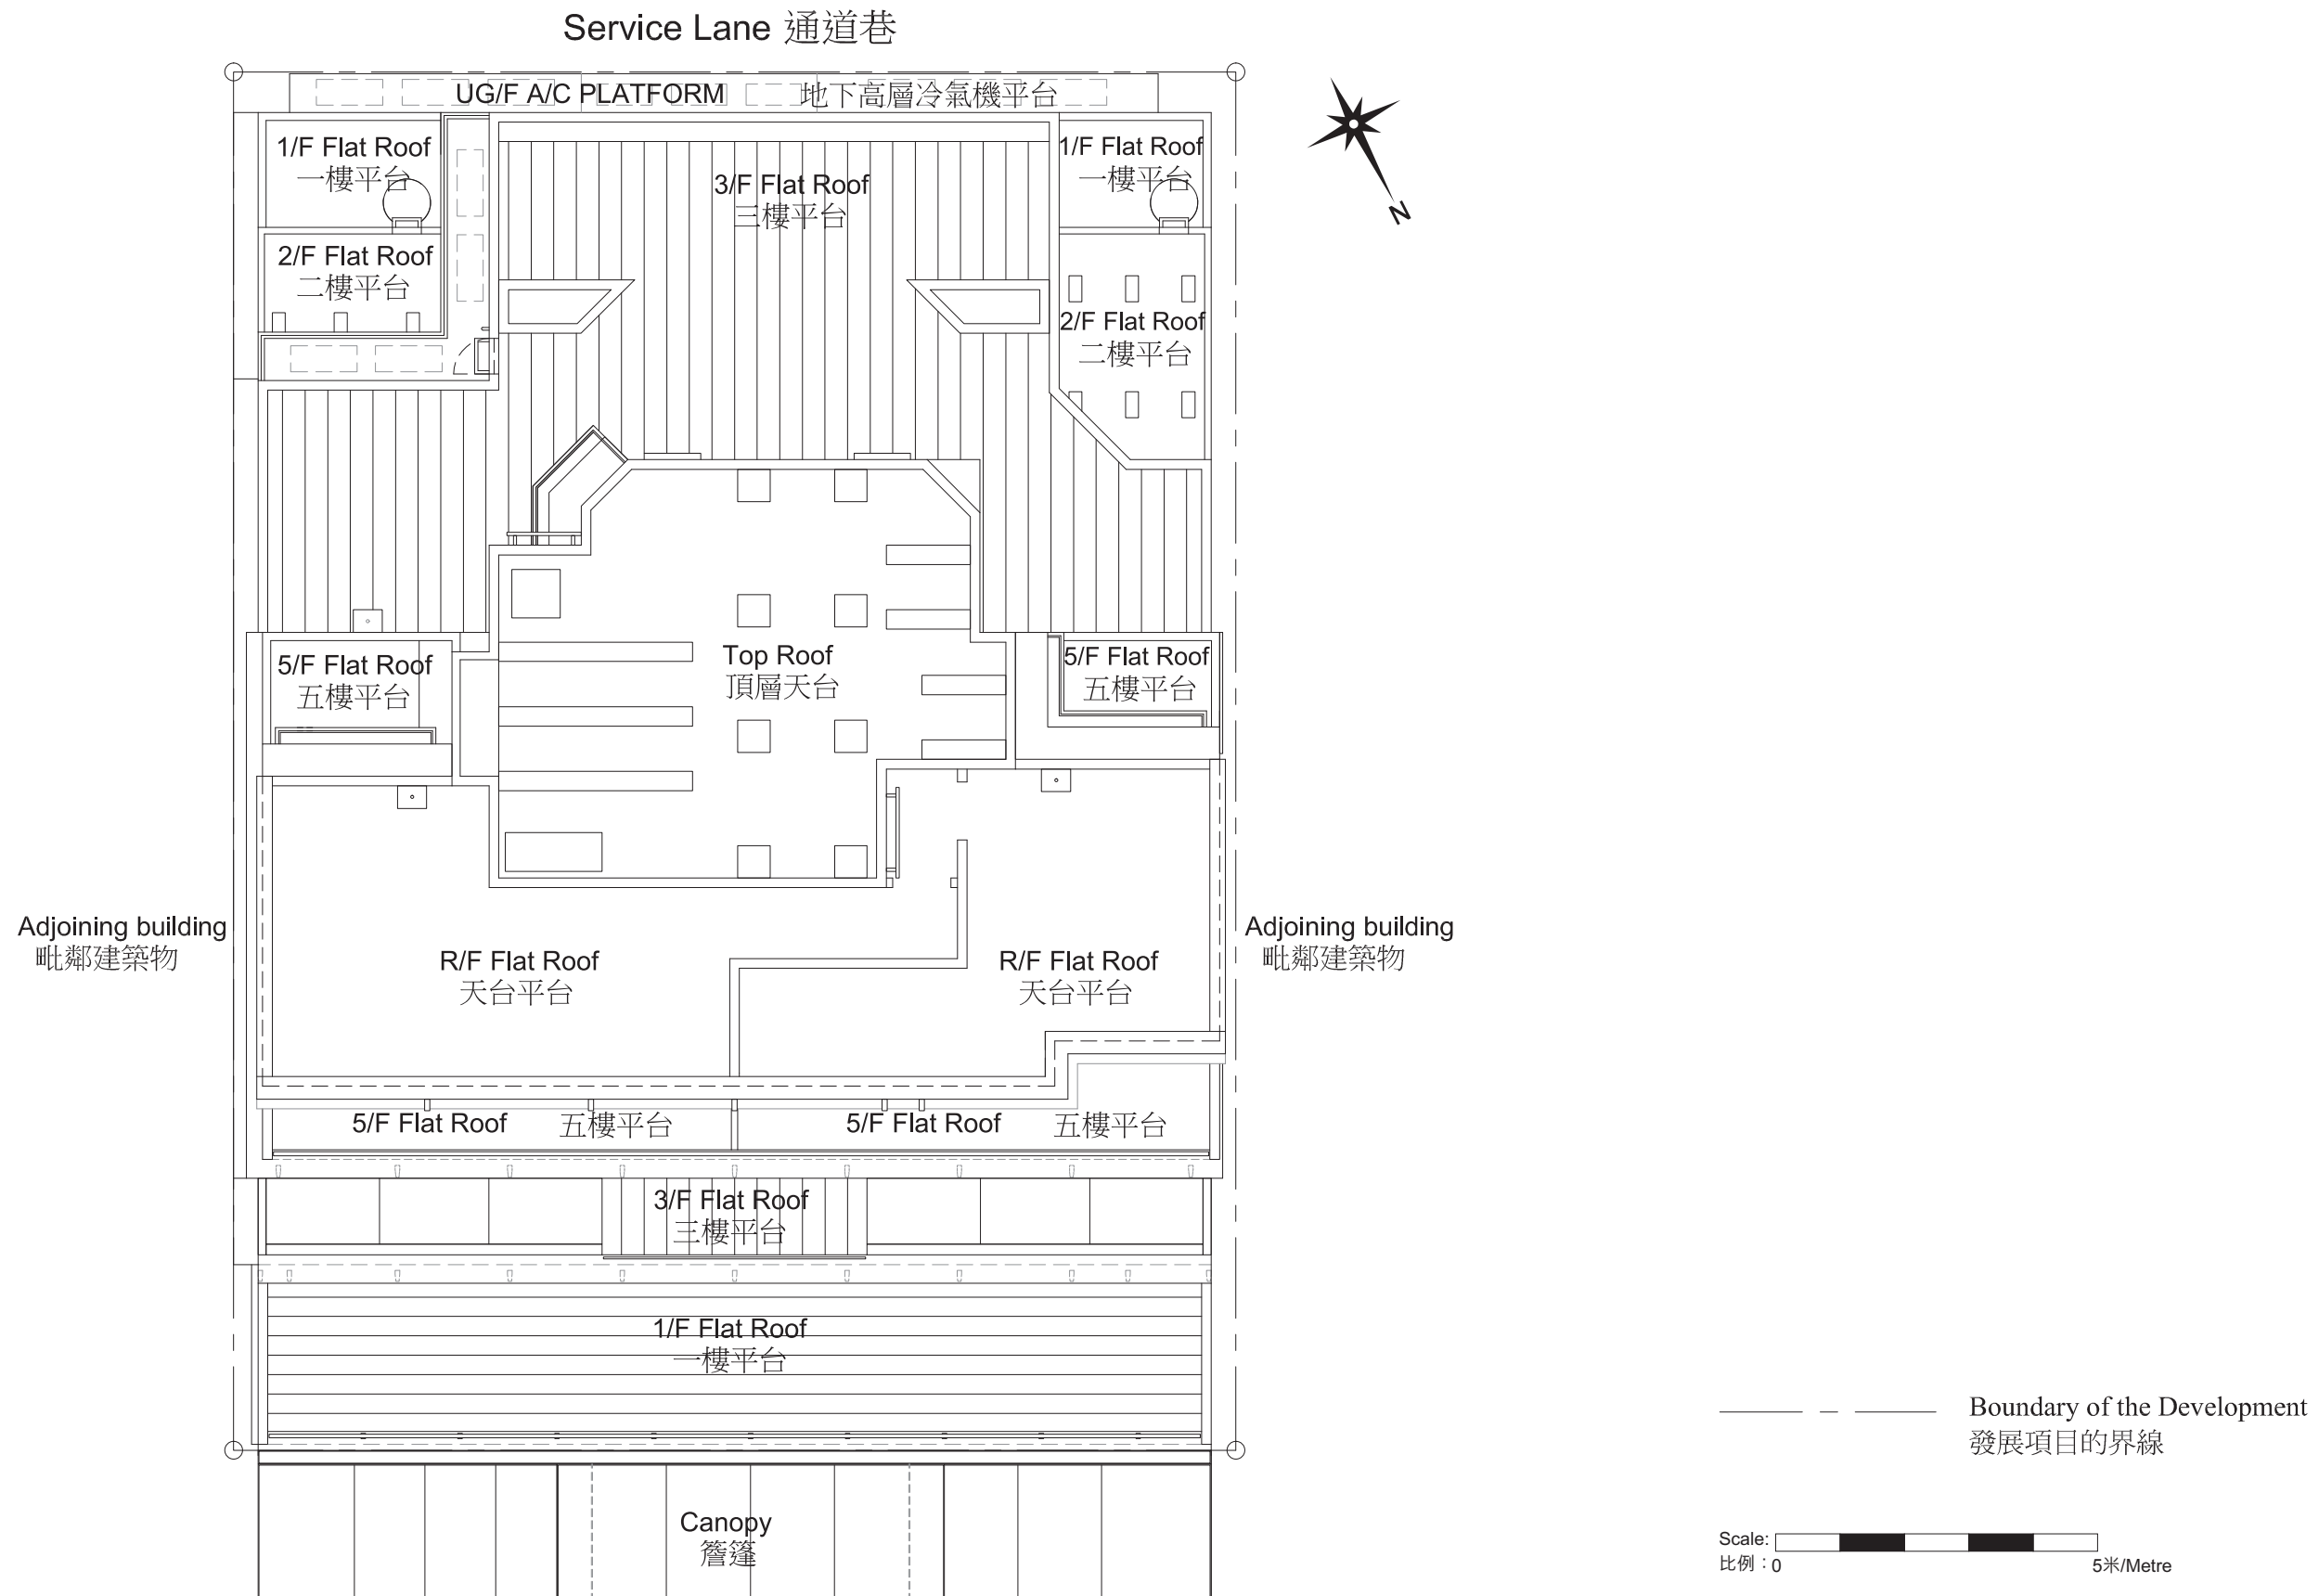 Service Lane 通道巷
UG/F A/C PLATFORM 地下高層冷氣機平台
1/F Flat Roof
一樓平台
3/F Flat Roof
三樓平台
1/F Flat Roof
一樓平台
N
2/F Flat Roof
二樓平台
2/F Flat Roof
二樓平台
5/F Flat Roof
五樓平台
Top Roof
頂層天台
5/F Flat Roof
五樓平台
Adjoining building
毗鄰建築物
Adjoining building
毗鄰建築物
R/F Flat Roof
天台平台
R/F Flat Roof
天台平台
5/F Flat Roof 五樓平台
5/F Flat Roof 五樓平台
3/F Flat Roof
三樓平台
1/F Flat Roof
一樓平台
Canopy
簷篷
Boundary of the Development
發展項目的界線
Scale:
比例：0 5米/Metre